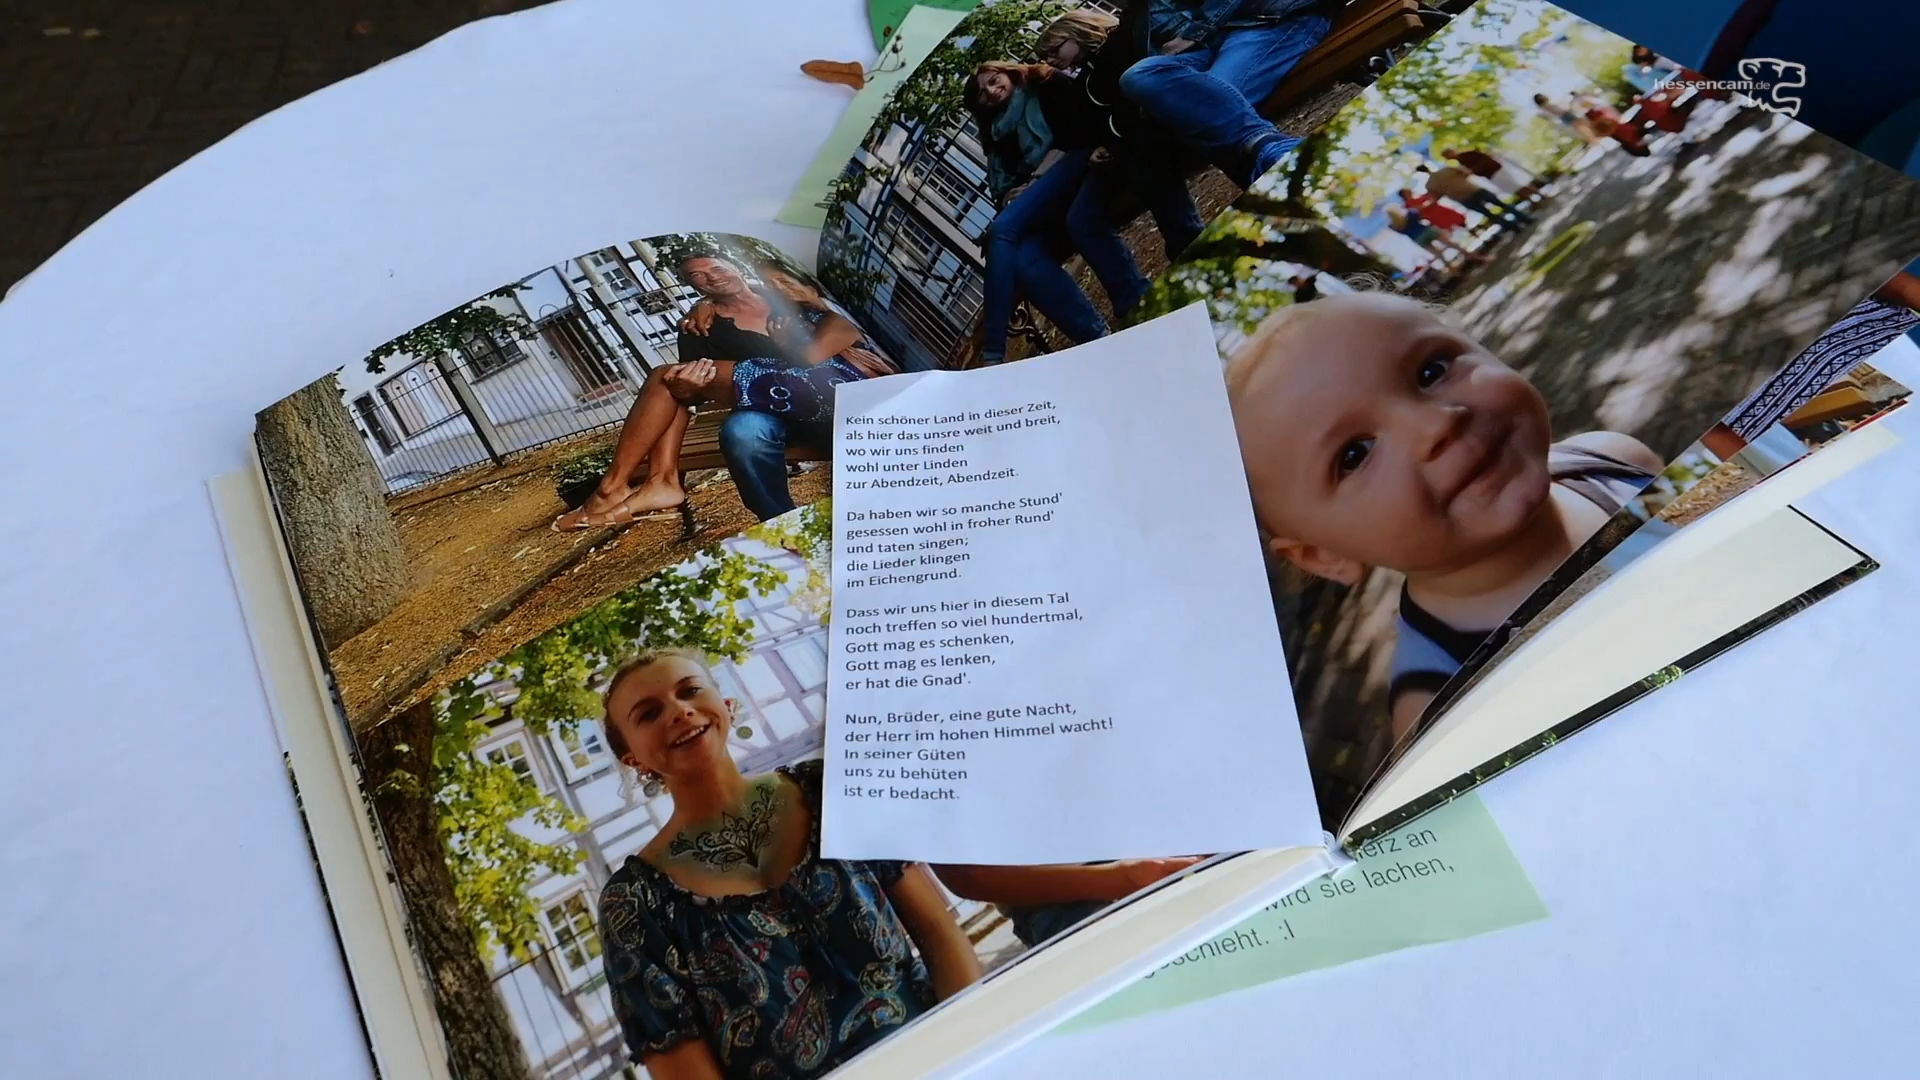 hessencam.de
Kein schöner Land in dieser Zeit,
als hier das unsre weit und breit,
wo wir uns finden
wohl unter Linden
zur Abendzeit, Abendzeit.
Da haben wir so manche Stund'
gesessen wohl in froher Rund'
und taten singen;
die Lieder klingen
im Eichengrund.
Dass wir uns hier in diesem Tal
noch treffen so viel hundertmal,
Gott mag es schenken,
Gott mag es lenken,
er hat die Gnad'.
Nun, Brüder, eine gute Nacht,
der Herr im hohen Himmel wacht!
In seiner Güten
uns zu behüten
ist er bedacht.
an
wird sie lachen,
:l